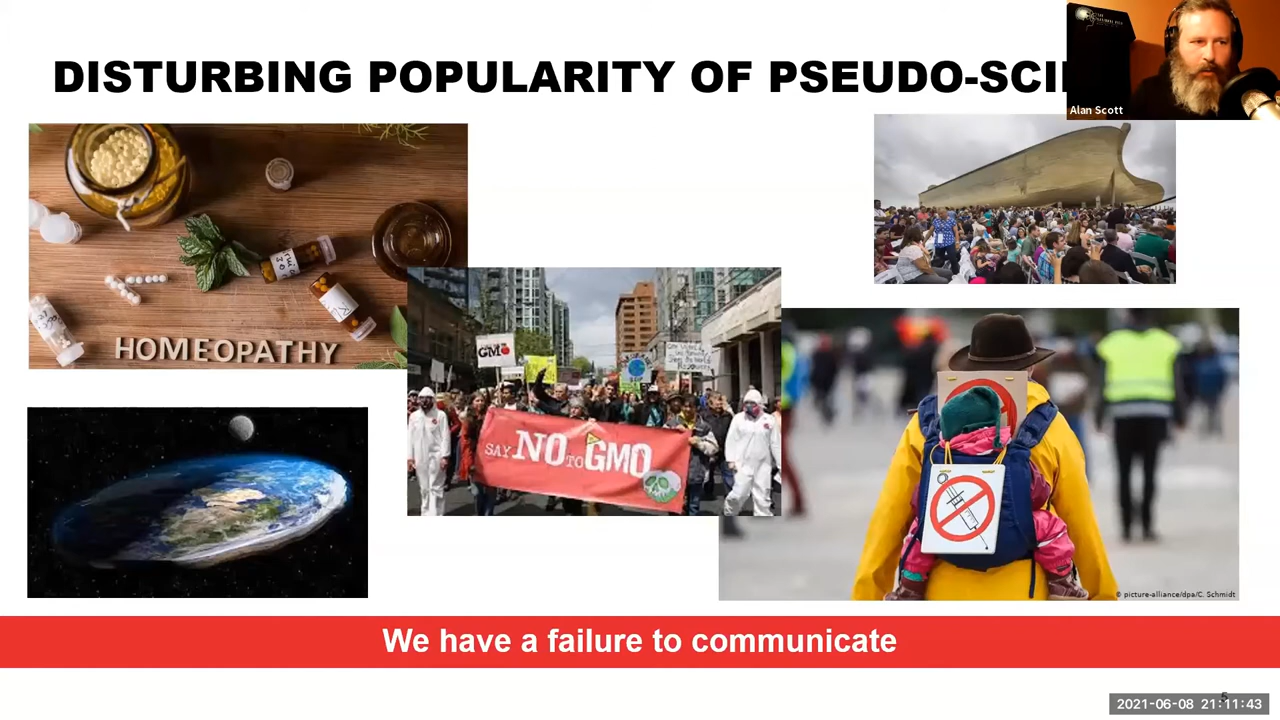 DISTURBING POPULARITY OF PSEUDO-SCI
Alan Scott
HOMEOPATHY
GMO
SAY NO TO GMO
© picture-alliance/dpa/C. Schmidt
We have a failure to communicate
5
2021-06-08 21:11:43